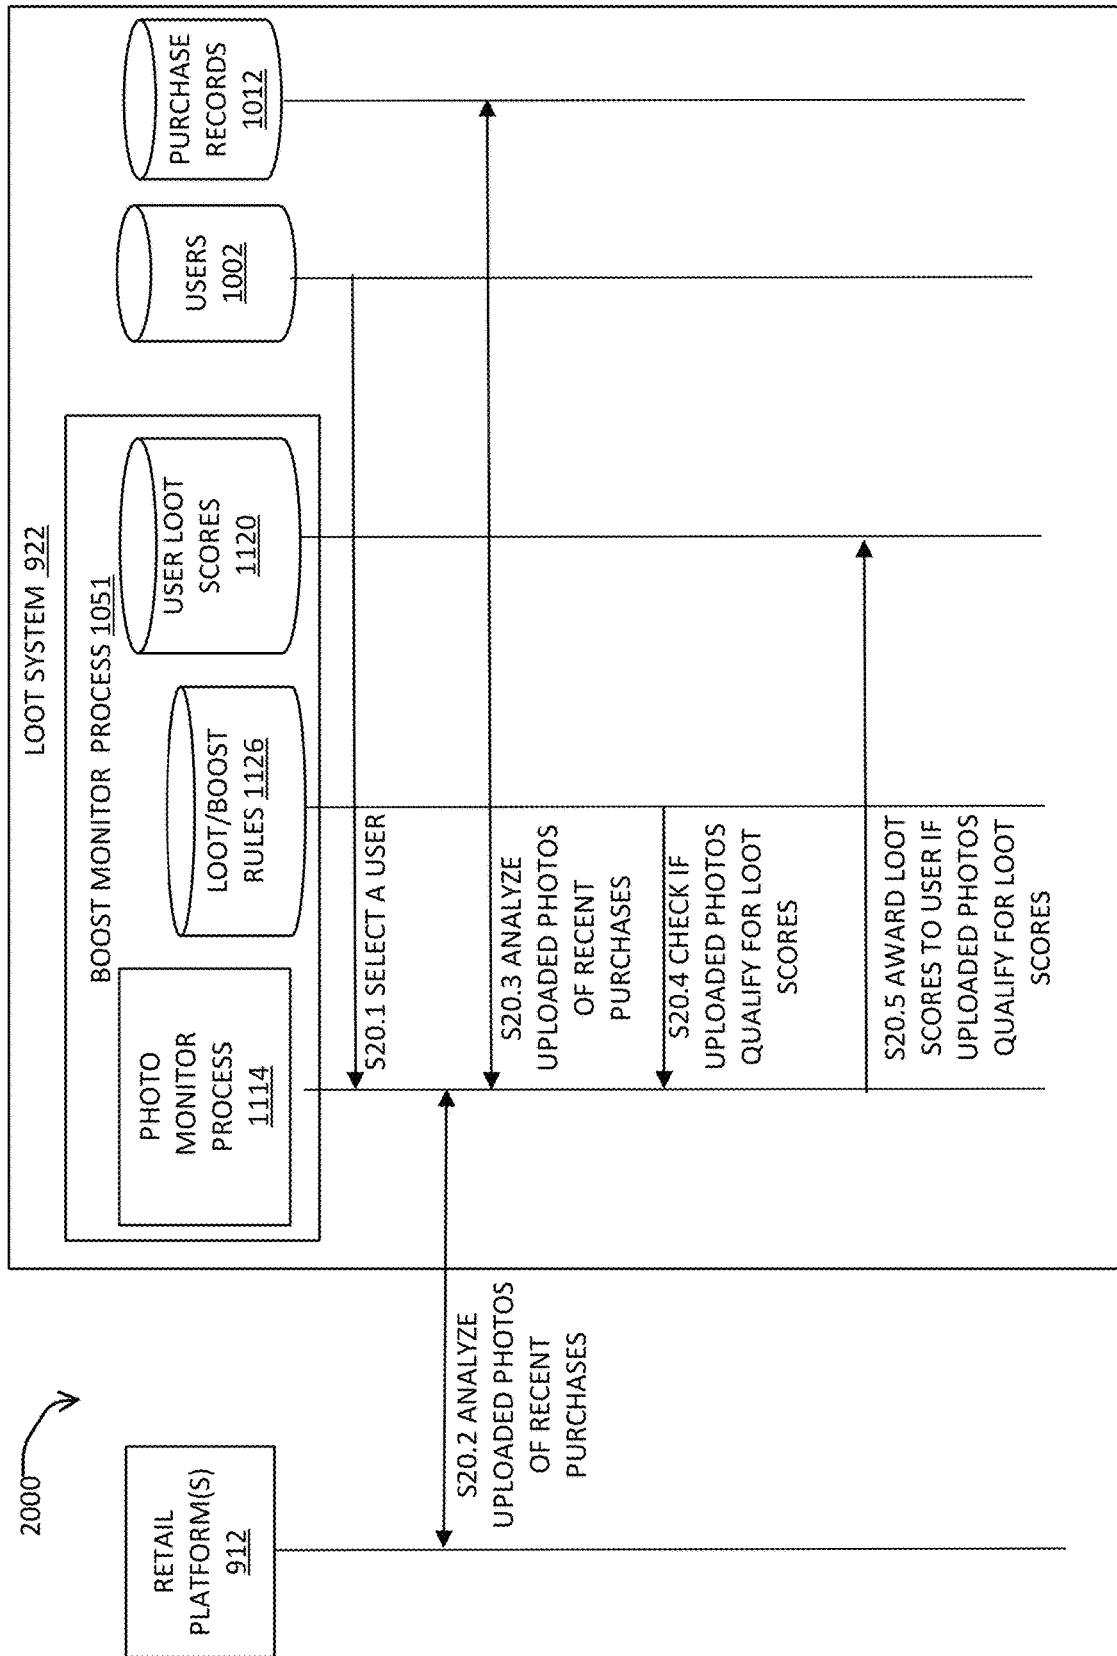 2000
LOOT SYSTEM 922
BOOST MONITOR PROCESS 1051
RETAIL
PLATFORM(S)
912
PHOTO
MONITOR
PROCESS
1114
LOOT/BOOST
RULES 1126
USER LOOT
SCORES
1120
USERS
1002
PURCHASE
RECORDS
1012
S20.1 SELECT A USER
S20.2 ANALYZE
UPLOADED PHOTOS
OF RECENT
PURCHASES
S20.3 ANALYZE
UPLOADED PHOTOS
OF RECENT
PURCHASES
S20.4 CHECK IF
UPLOADED PHOTOS
QUALIFY FOR LOOT
SCORES
S20.5 AWARD LOOT
SCORES TO USER IF
UPLOADED PHOTOS
QUALIFY FOR LOOT
SCORES